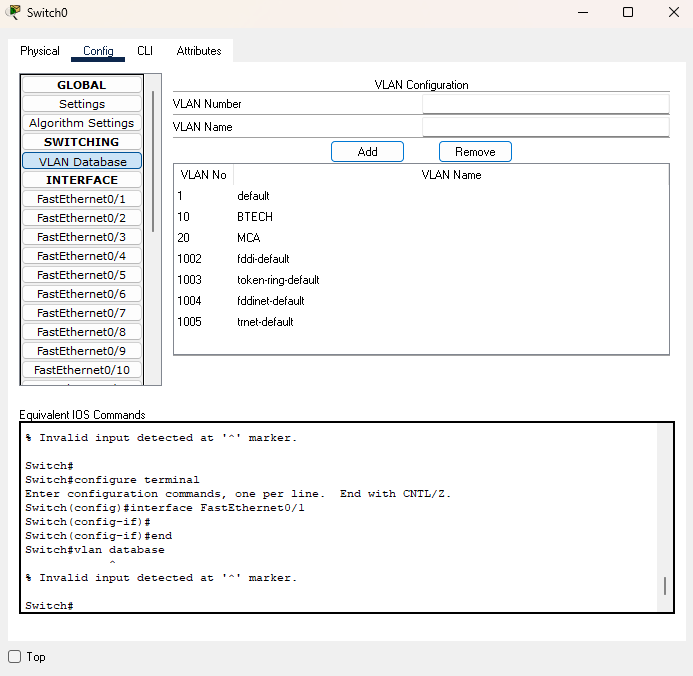 Switch0
Physical Config CLI Attributes
GLOBAL
Settings
Algorithm Settings
SWITCHING
VLAN Database
INTERFACE
FastEthernet0/1
FastEthernet0/2
FastEthernet0/3
FastEthernet0/4
FastEthernet0/5
FastEthernet0/6
FastEthernet0/7
FastEthernet0/8
FastEthernet0/9
FastEthernet0/10
VLAN Configuration
VLAN Number
VLAN Name
Add Remove
VLAN No VLAN Name
1 default
10 BTECH
20 MCA
1002 fddi-default
1003 token-ring-default
1004 fddinet-default
1005 trnet-default
Equivalent IOS Commands
% Invalid input detected at '^' marker.
Switch#
Switch#configure terminal
Enter configuration commands, one per line. End with CNTL/Z.
Switch(config)#interface FastEthernet0/1
Switch(config-if)#
Switch(config-if)#end
Switch#vlan database
^
% Invalid input detected at '^' marker.
Switch#
Top